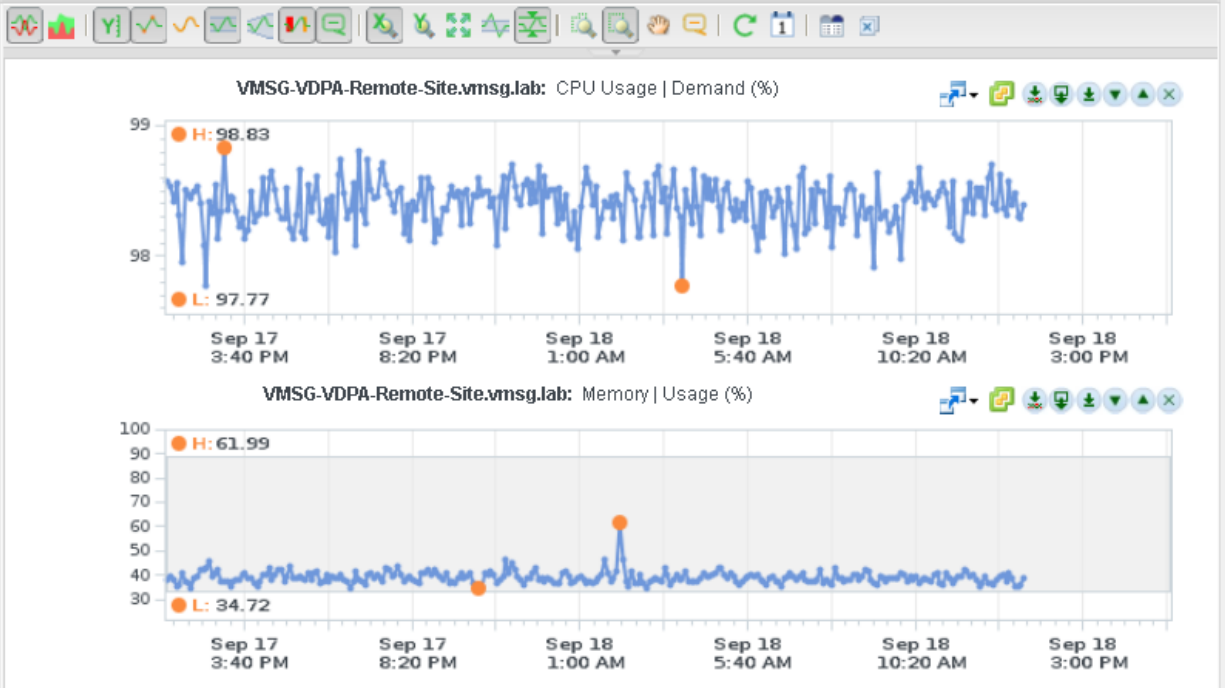 Y
X
Y
1
VMSG-VDPA-Remote-Site.vmsg.lab: CPU Usage | Demand (%)
99
H: 98.83
98
L: 97.77
Sep 17 Sep 17 Sep 18 Sep 18 Sep 18 Sep 18
3:40 PM 8:20 PM 1:00 AM 5:40 AM 10:20 AM 3:00 PM
VMSG-VDPA-Remote-Site.vmsg.lab: Memory | Usage (%)
100
H: 61.99
90
80
70
60
50
40
30
L: 34.72
Sep 17 Sep 17 Sep 18 Sep 18 Sep 18 Sep 18
3:40 PM 8:20 PM 1:00 AM 5:40 AM 10:20 AM 3:00 PM